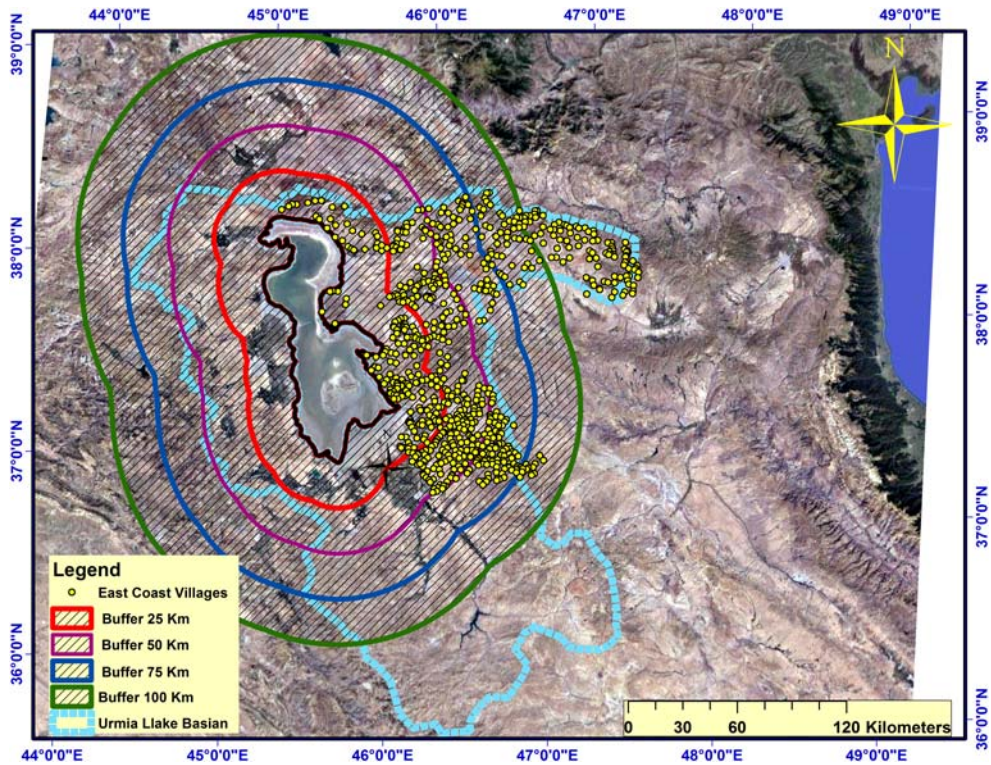 44°0'0"E 45°0'0"E 46°0'0"E 47°0'0"E 48°0'0"E 49°0'0"E
39°0'0"N
39°0'0"N
38°0'0"N
38°0'0"N
37°0'0"N
37°0'0"N
36°0'0"N
36°0'0"N
N
Legend
East Coast Villages
Buffer 25 Km
Buffer 50 Km
Buffer 75 Km
Buffer 100 Km
Urmia Llake Basian
0 30 60 120 Kilometers
44°0'0"E 45°0'0"E 46°0'0"E 47°0'0"E 48°0'0"E 49°0'0"E